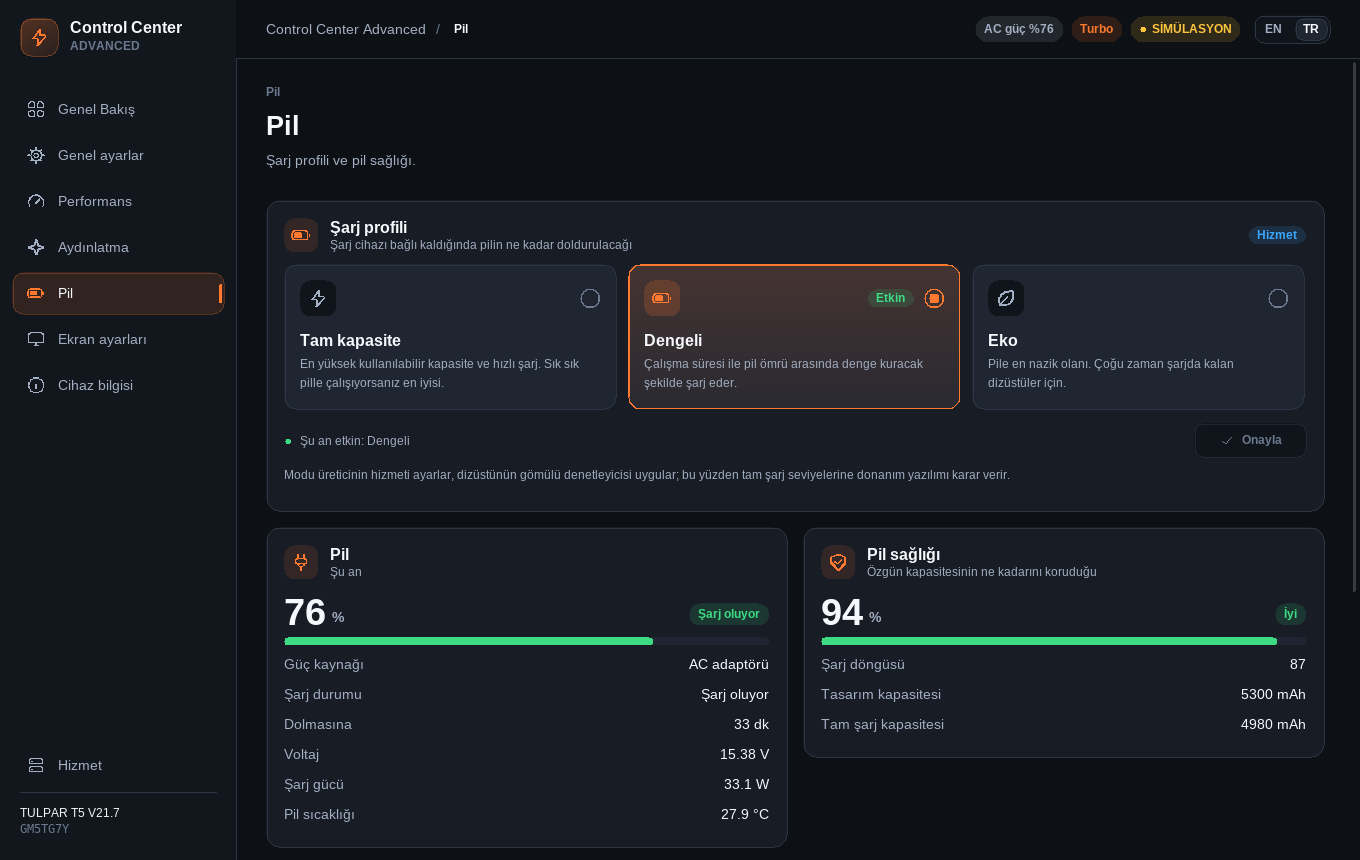 Control Center
ADVANCED
Genel Bakış
Genel ayarlar
Performans
Aydınlatma
Pil
Ekran ayarları
Cihaz bilgisi
Hizmet
TULPAR T5 V21.7
GM5TG7Y
Control Center Advanced / Pil
AC güç %76
Turbo
SİMÜLASYON
EN TR
Pil
Pil
Şarj profili ve pil sağlığı.
Şarj profili
Şarj cihazı bağlı kaldığında pilin ne kadar doldurulacağı
Hizmet
Tam kapasite
En yüksek kullanılabilir kapasite ve hızlı şarj. Sık sık
pille çalışıyorsanız en iyisi.
Etkin
Dengeli
Çalışma süresi ile pil ömrü arasında denge kuracak
şekilde şarj eder.
Eko
Pile en nazik olanı. Çoğu zaman şarjda kalan
dizüstüler için.
Şu an etkin: Dengeli
Onayla
Modu üreticinin hizmeti ayarlar, dizüstünün gömülü denetleyicisi uygular; bu yüzden tam şarj seviyelerine donanım yazılımı karar verir.
Pil
Şu an
76 %
Şarj oluyor
Güç kaynağı AC adaptörü
Şarj durumu Şarj oluyor
Dolmasına 33 dk
Voltaj 15.38 V
Şarj gücü 33.1 W
Pil sıcaklığı 27.9 °C
Pil sağlığı
Özgün kapasitesinin ne kadarını koruduğu
94 %
İyi
Şarj döngüsü 87
Tasarım kapasitesi 5300 mAh
Tam şarj kapasitesi 4980 mAh